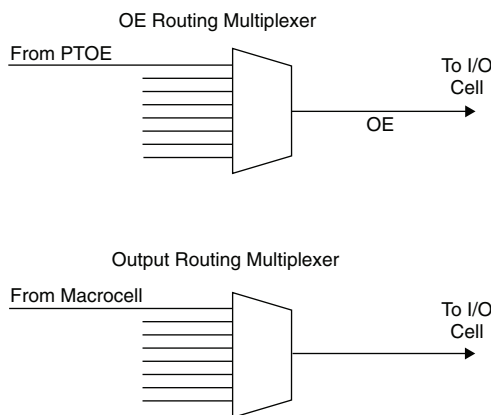 OE Routing Multiplexer
From PTOE
To I/O
Cell
OE
Output Routing Multiplexer
From Macrocell
To I/O
Cell